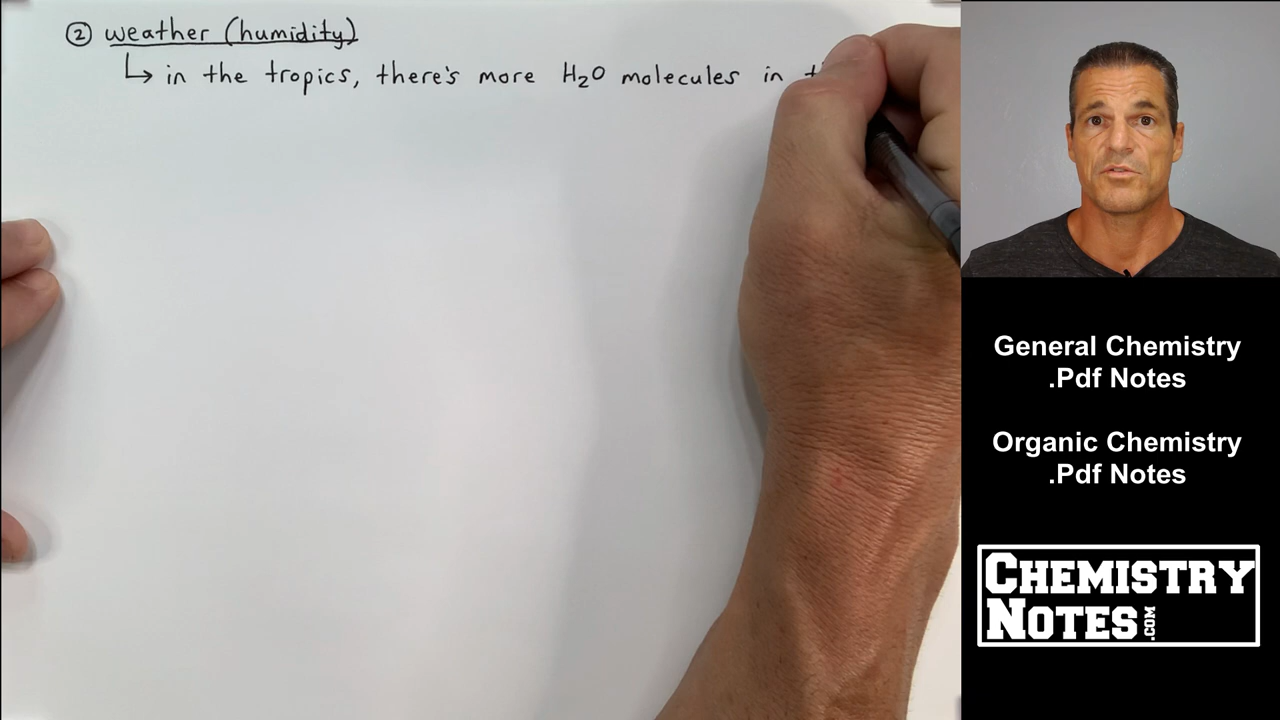 ② weather (humidity)
↳ in the tropics, there's more H₂O molecules in
General Chemistry
.Pdf Notes
Organic Chemistry
.Pdf Notes
CHEMISTRY
NOTES.COM